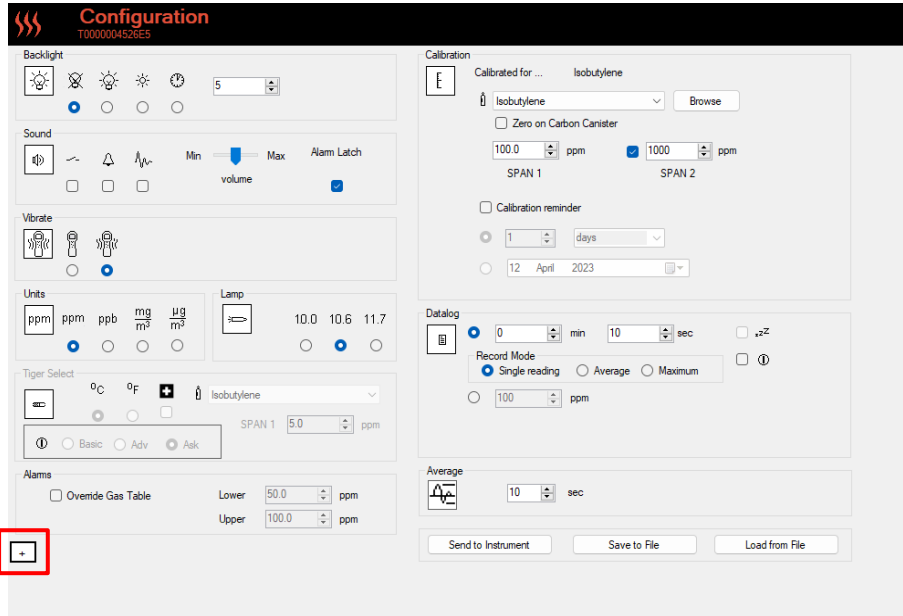 Configuration
T0000004526E5
Backlight
5
Sound
Min Max Alarm Latch
volume
Vibrate
Units
ppm ppm ppb mg/m³ µg/m³
Lamp
10.0 10.6 11.7
Tiger Select
ºC ºF Isobutylene
SPAN 1 5.0 ppm
Basic Adv Ask
Alarms
Override Gas Table Lower 50.0 ppm
Upper 100.0 ppm
+
Calibration
Calibrated for ... Isobutylene
Isobutylene Browse
Zero on Carbon Canister
100.0 ppm 1000 ppm
SPAN 1 SPAN 2
Calibration reminder
1 days
12 April 2023
Datalog
0 min 10 sec zzZ
Record Mode
Single reading Average Maximum
100 ppm
Average
10 sec
Send to Instrument Save to File Load from File